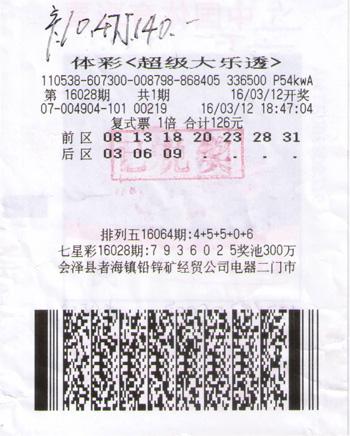 体彩<超级大乐透>
110538-607300-008798-868405 336500 P54kwA
第 16028期 共1期 16/03/12开奖
07-004904-101 00219 16/03/12 18:47:04
复式票 1倍 合计126元
前区 08 13 18 20 23 28 31
后区 03 06 09 . . . .
已兑奖
排列五16064期:4+5+5+0+6
七星彩16028期:7 9 3 6 0 2 5奖池300万
会泽县者海镇铅锌矿经贸公司电器二门市